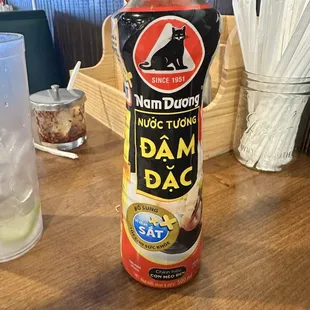 SINCE 1951
Nam Dương
NƯỚC TƯƠNG
ĐẬM
ĐẶC
BỔ SUNG
SẮT
CON MÈO ĐEN